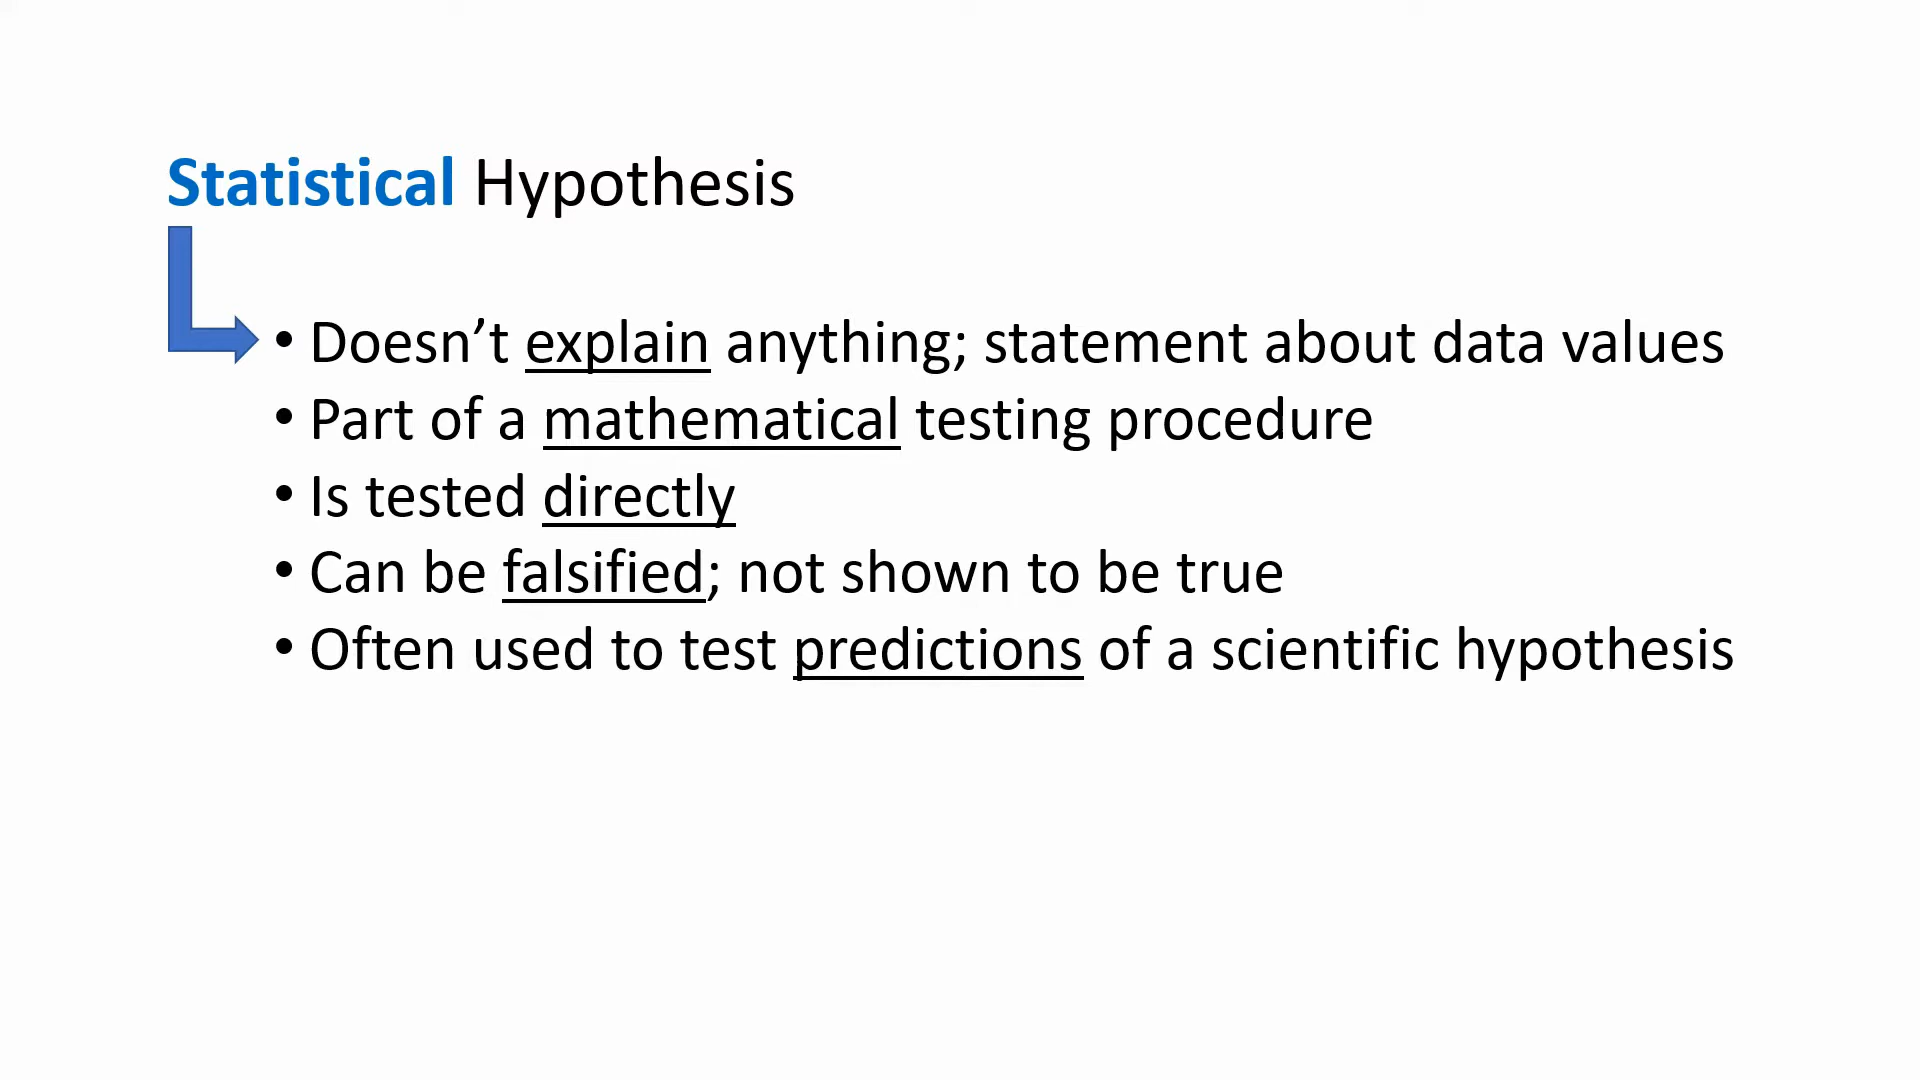 Statistical Hypothesis
• Doesn’t explain anything; statement about data values
• Part of a mathematical testing procedure
• Is tested directly
• Can be falsified; not shown to be true
• Often used to test predictions of a scientific hypothesis